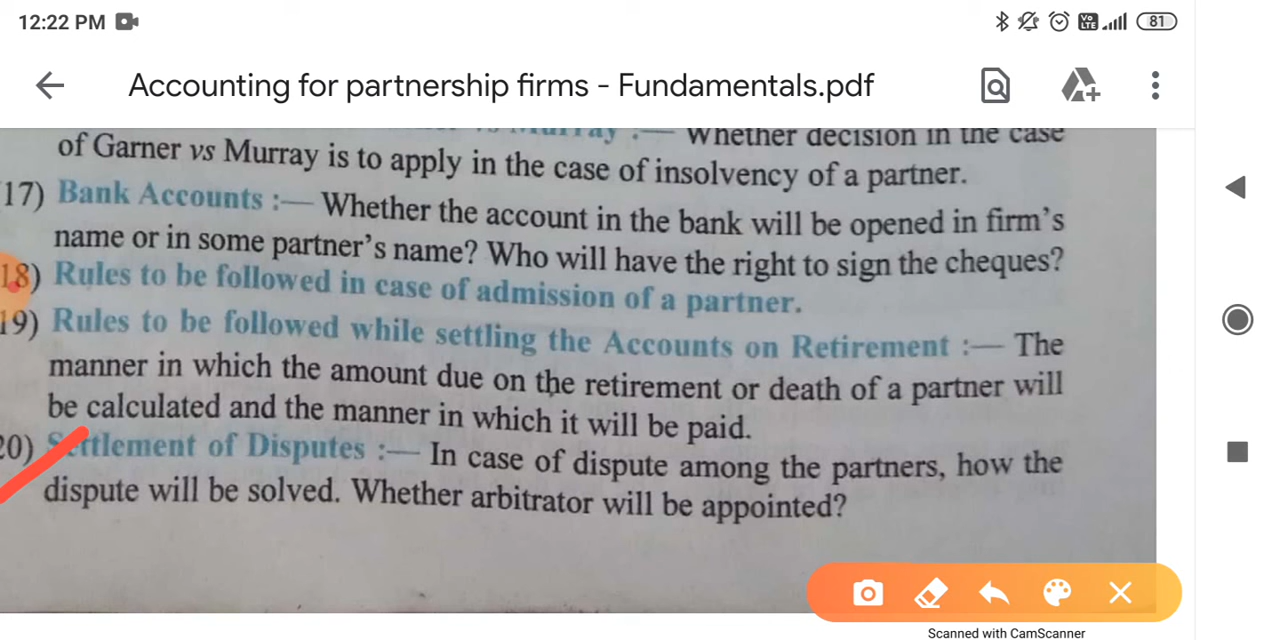 12:22 PM
Vo LTE
81
Accounting for partnership firms - Fundamentals.pdf
Murray :— Whether decision in the case
of Garner vs Murray is to apply in the case of insolvency of a partner.
17) Bank Accounts :— Whether the account in the bank will be opened in firm's
name or in some partner's name? Who will have the right to sign the cheques?
18) Rules to be followed in case of admission of a partner.
19) Rules to be followed while settling the Accounts on Retirement :— The
manner in which the amount due on the retirement or death of a partner will
be calculated and the manner in which it will be paid.
20) Settlement of Disputes :— In case of dispute among the partners, how the
dispute will be solved. Whether arbitrator will be appointed?
Scanned with CamScanner